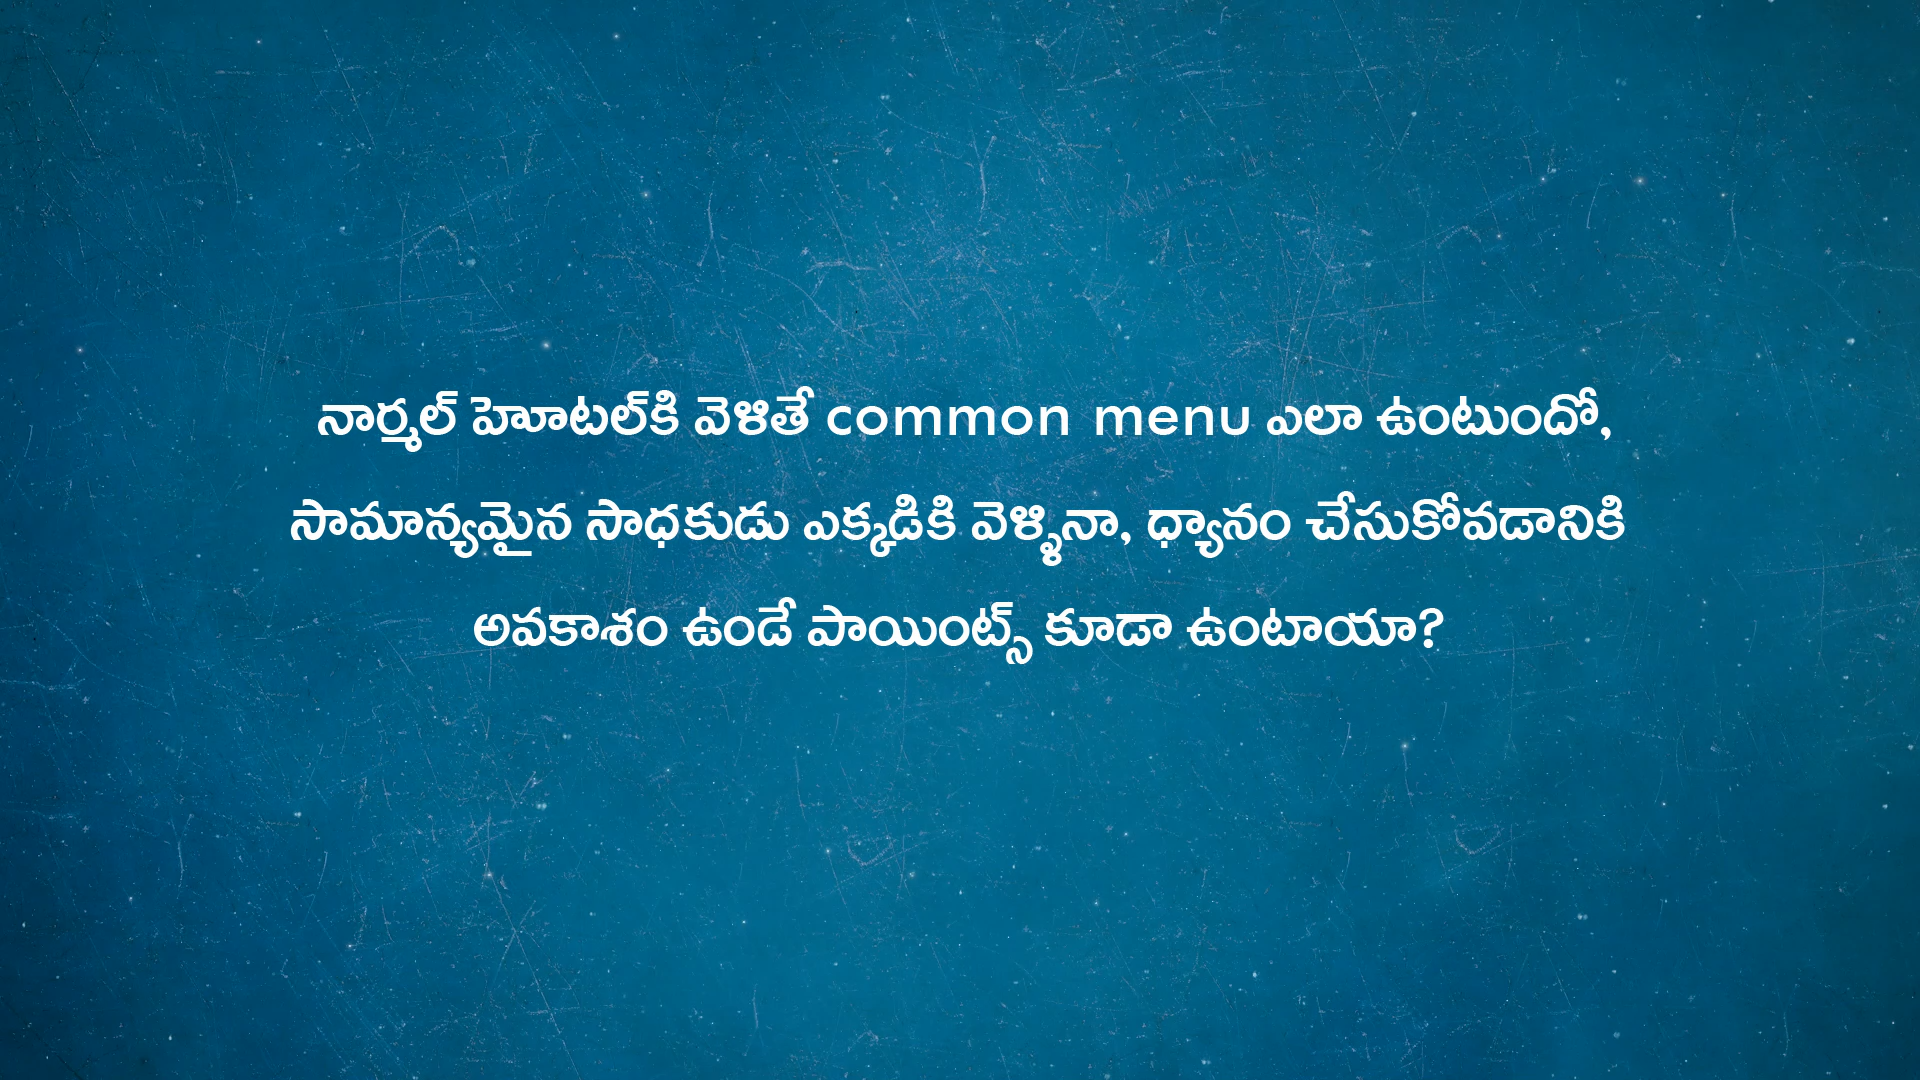 నార్మల్ హెూటల్‌కి వెళితే common menu ఎలా ఉంటుందో,
సామాన్యమైన సాధకుడు ఎక్కడికి వెళ్ళినా, ధ్యానం చేసుకోవడానికి
అవకాశం ఉండే పాయింట్స్ కూడా ఉంటాయా?